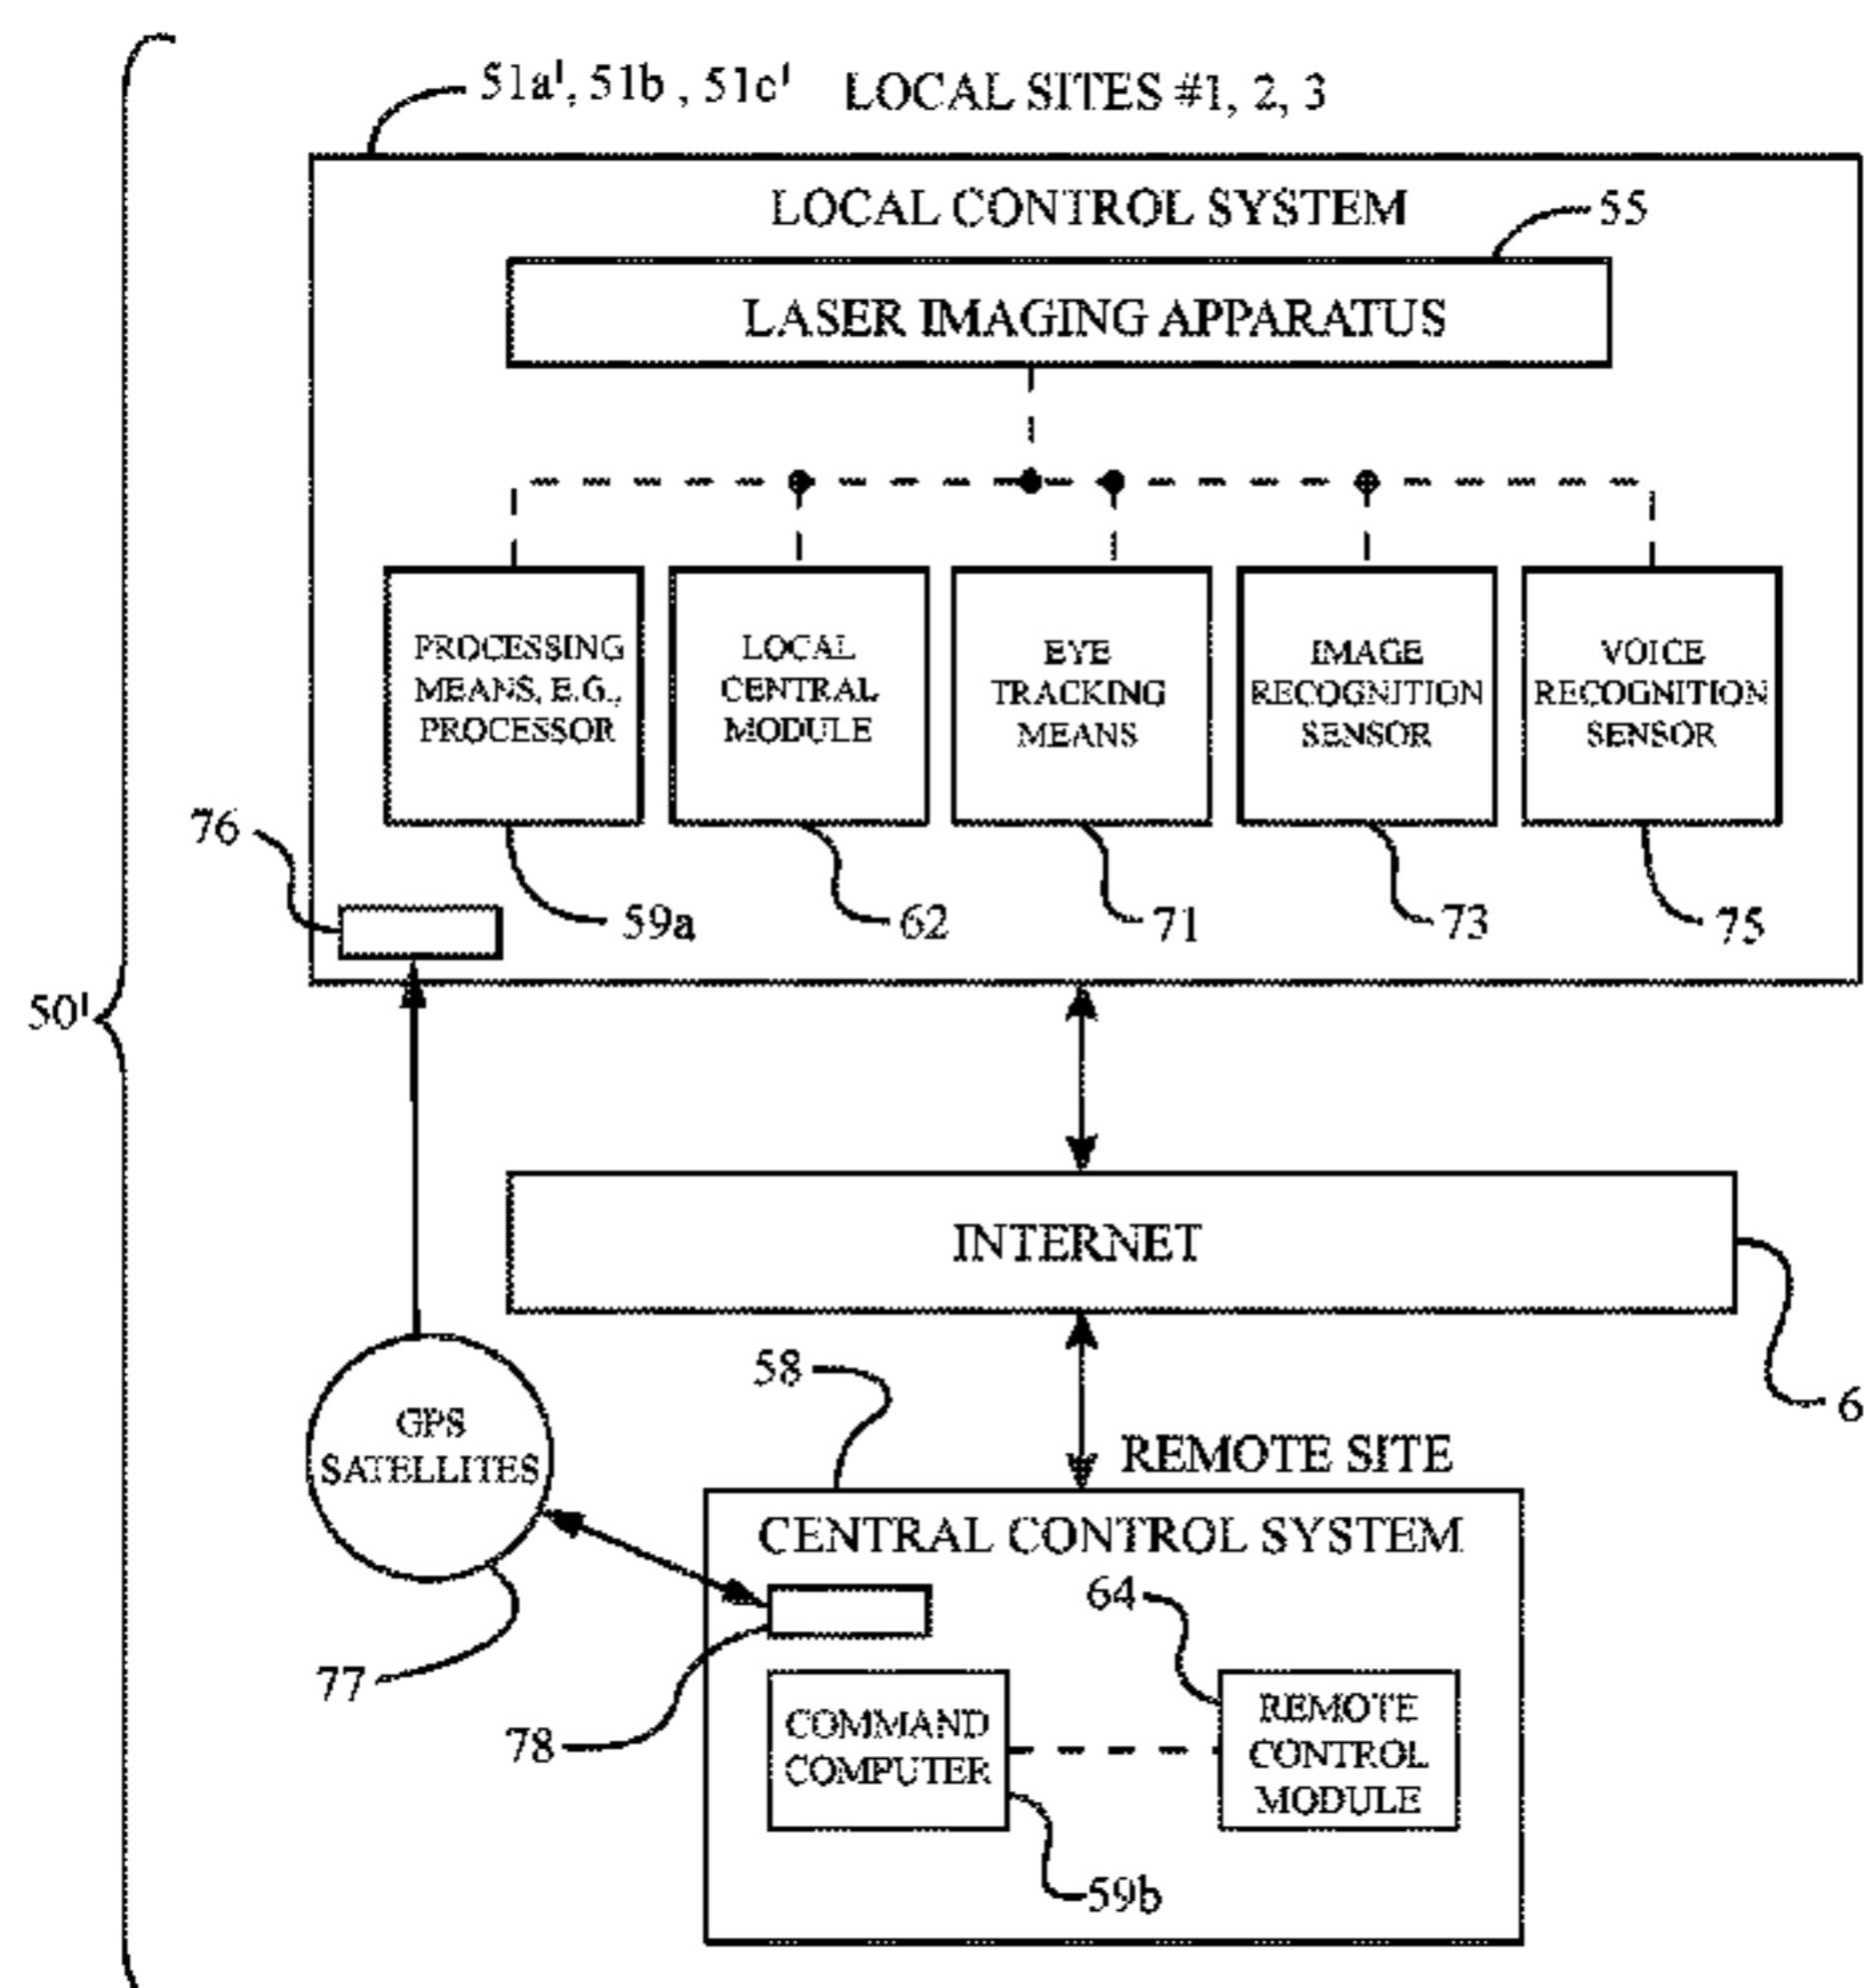 51a', 51b , 51c' LOCAL SITES #1, 2, 3
LOCAL CONTROL SYSTEM
55
LASER IMAGING APPARATUS
PROCESSING
MEANS, E.G.,
PROCESSOR
LOCAL
CENTRAL
MODULE
EYE
TRACKING
MEANS
IMAGE
RECOGNITION
SENSOR
VOICE
RECOGNITION
SENSOR
76
59a
62
71
73
75
50'
INTERNET
6
GPS
SATELLITES
77
58
REMOTE SITE
CENTRAL CONTROL SYSTEM
64
78
COMMAND
COMPUTER
REMOTE
CONTROL
MODULE
59b